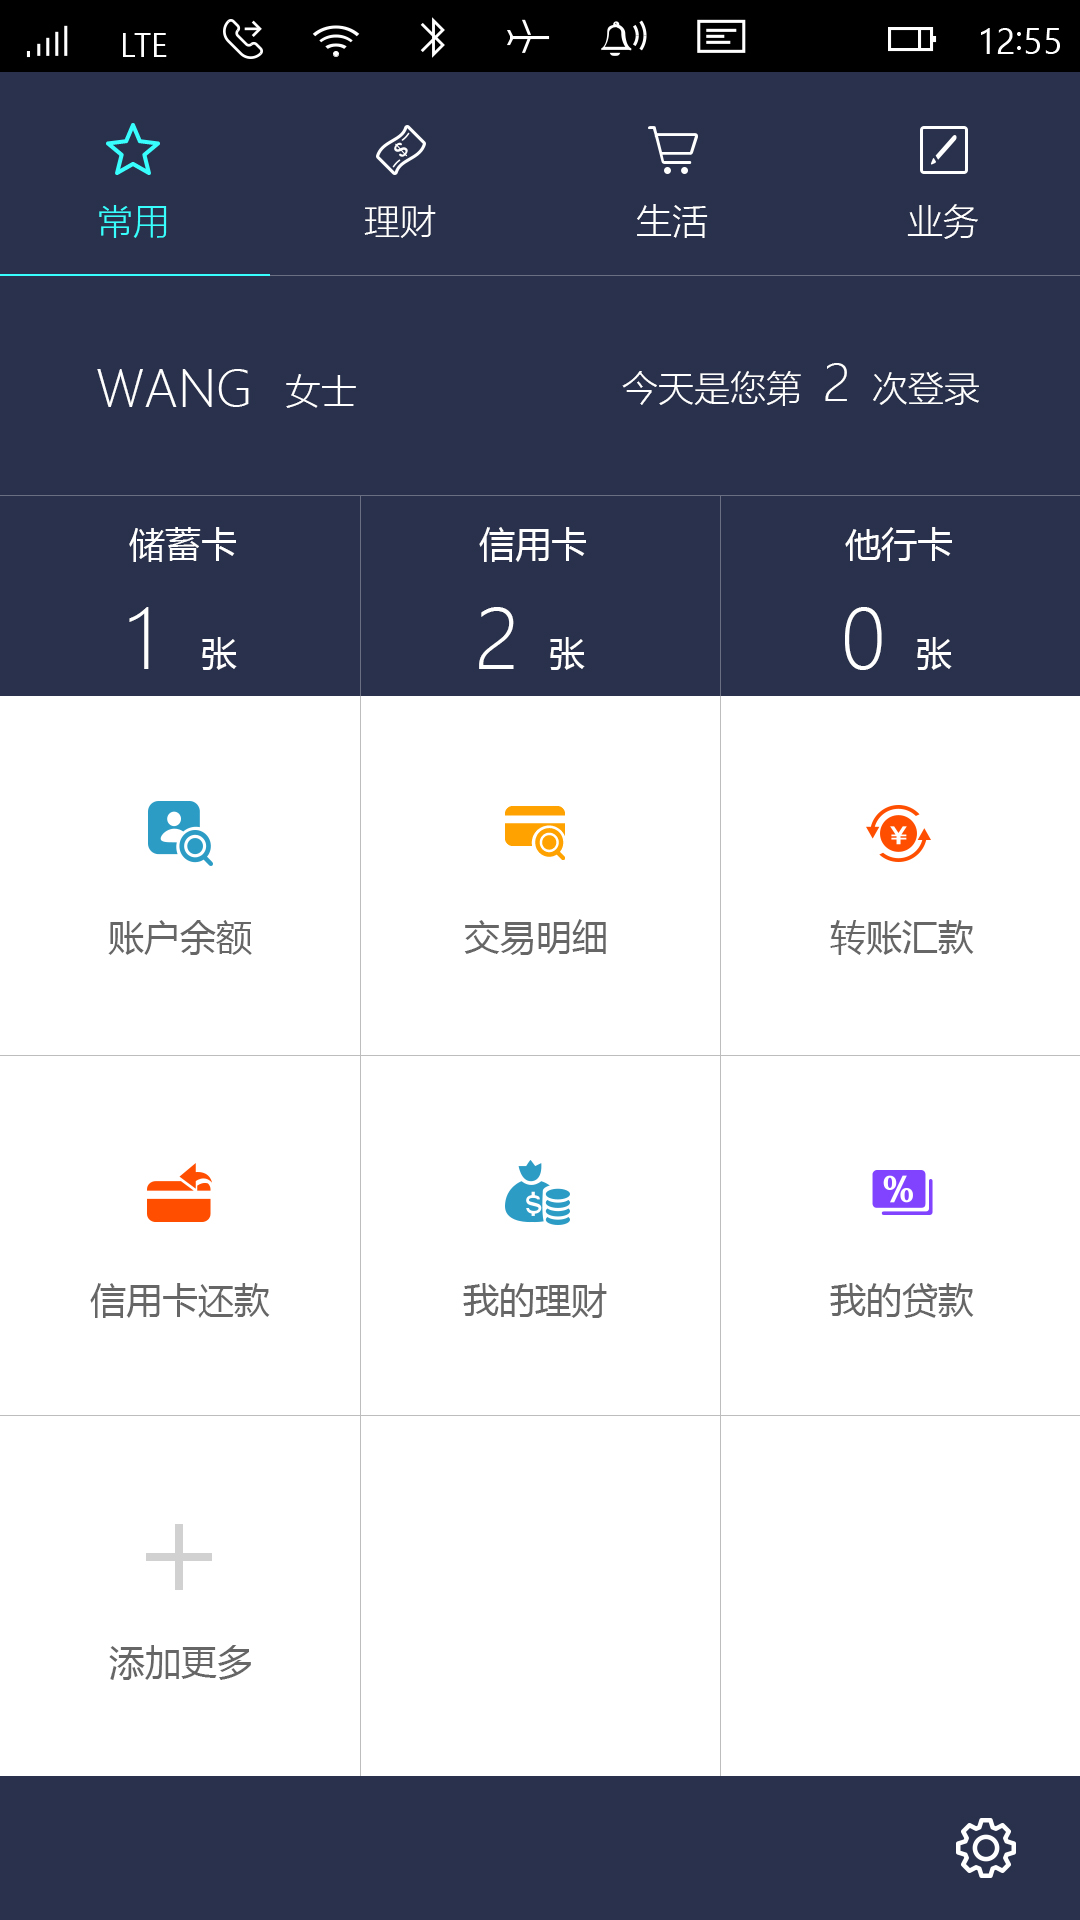 LTE 12:55
常用 理财 生活 业务
WANG 女士 今天是您第 2 次登录
储蓄卡 信用卡 他行卡
1 张 2 张 0 张
账户余额 交易明细 转账汇款
信用卡还款 我的理财 我的贷款
添加更多